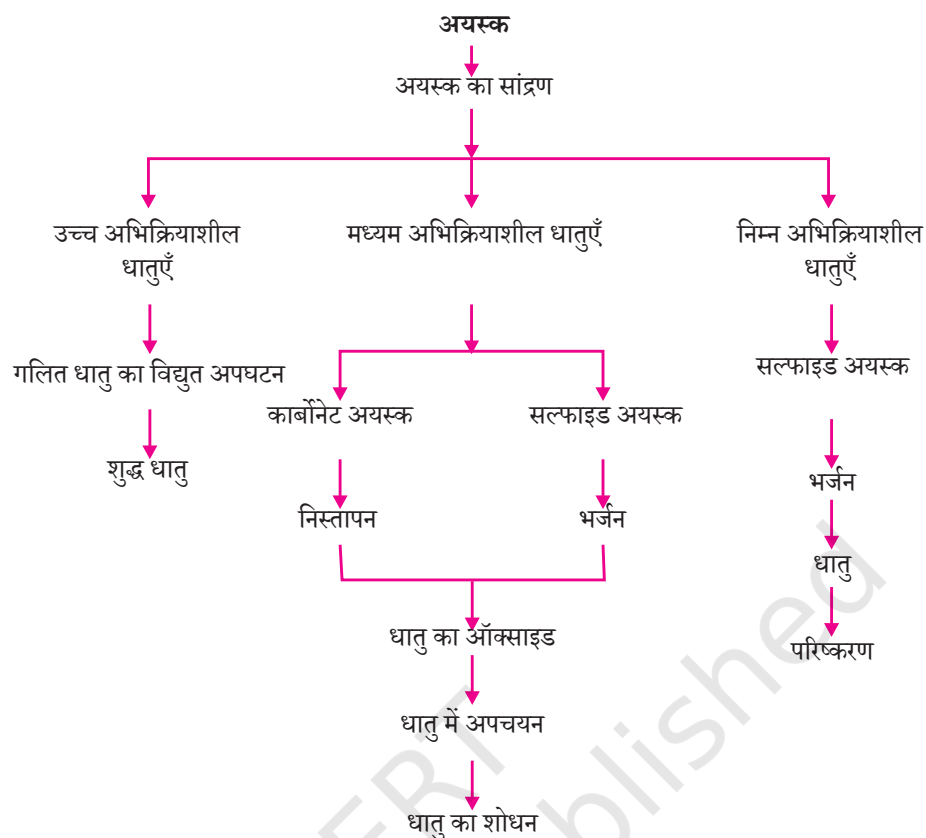 अयस्क
अयस्क का सांद्रण
उच्च अभिक्रियाशील
धातुएँ
गलित धातु का विद्युत अपघटन
शुद्ध धातु
मध्यम अभिक्रियाशील धातुएँ
कार्बोनेट अयस्क
निस्तापन
सल्फाइड अयस्क
भर्जन
धातु का ऑक्साइड
धातु में अपचयन
धातु का शोधन
निम्न अभिक्रियाशील
धातुएँ
सल्फाइड अयस्क
भर्जन
धातु
परिष्करण